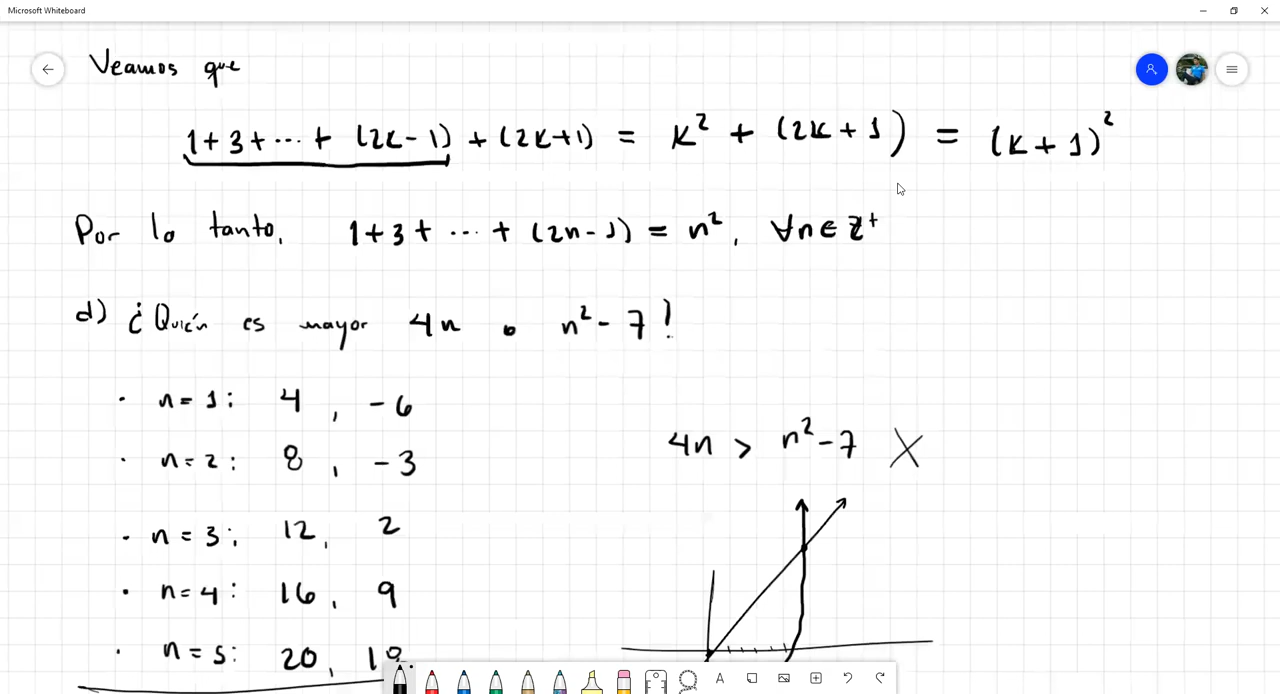 Microsoft Whiteboard
Veamos que
1+3+⋯+(2k-1)+(2k+1) = k² + (2k+1) = (k+1)²
Por lo tanto, 1+3+⋯+(2n-1) = n², ∀n∈Z⁺
d) ¿Quién es mayor 4n o n²-7?
· n=1: 4, -6
4n > n²-7 X
· n=2: 8, -3
· n=3: 12, 2
· n=4: 16, 9
· n=5: 20, 18
A